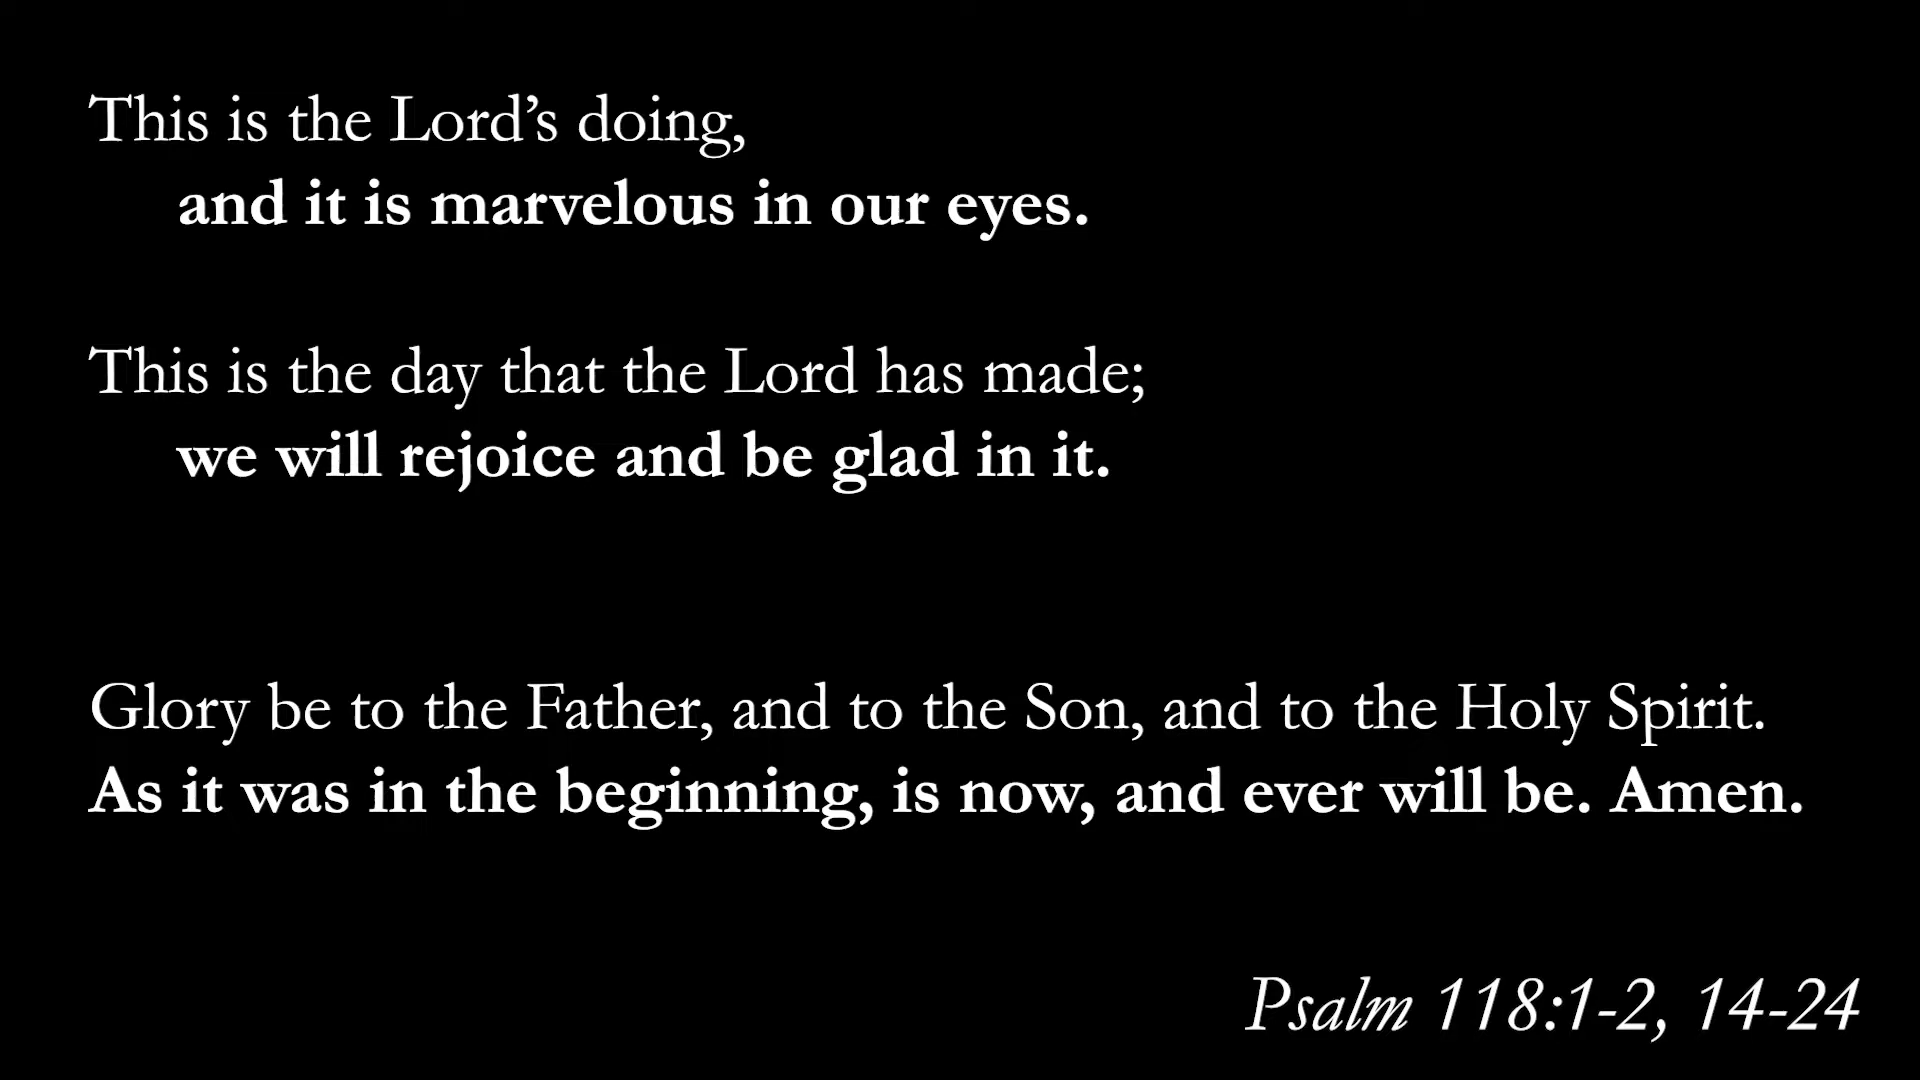 This is the Lord’s doing,
and it is marvelous in our eyes.
This is the day that the Lord has made;
we will rejoice and be glad in it.
Glory be to the Father, and to the Son, and to the Holy Spirit.
As it was in the beginning, is now, and ever will be. Amen.
Psalm 118:1-2, 14-24